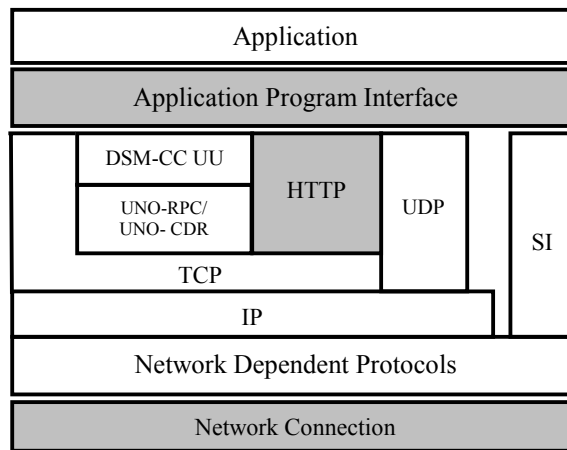 Application
Application Program Interface
DSM-CC UU
UNO-RPC/
UNO- CDR
HTTP
UDP
SI
TCP
IP
Network Dependent Protocols
Network Connection